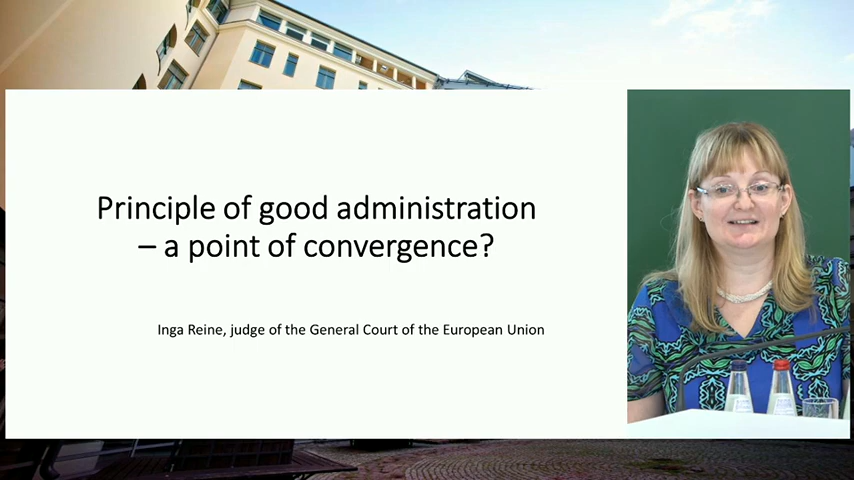 Principle of good administration
– a point of convergence?
Inga Reine, judge of the General Court of the European Union